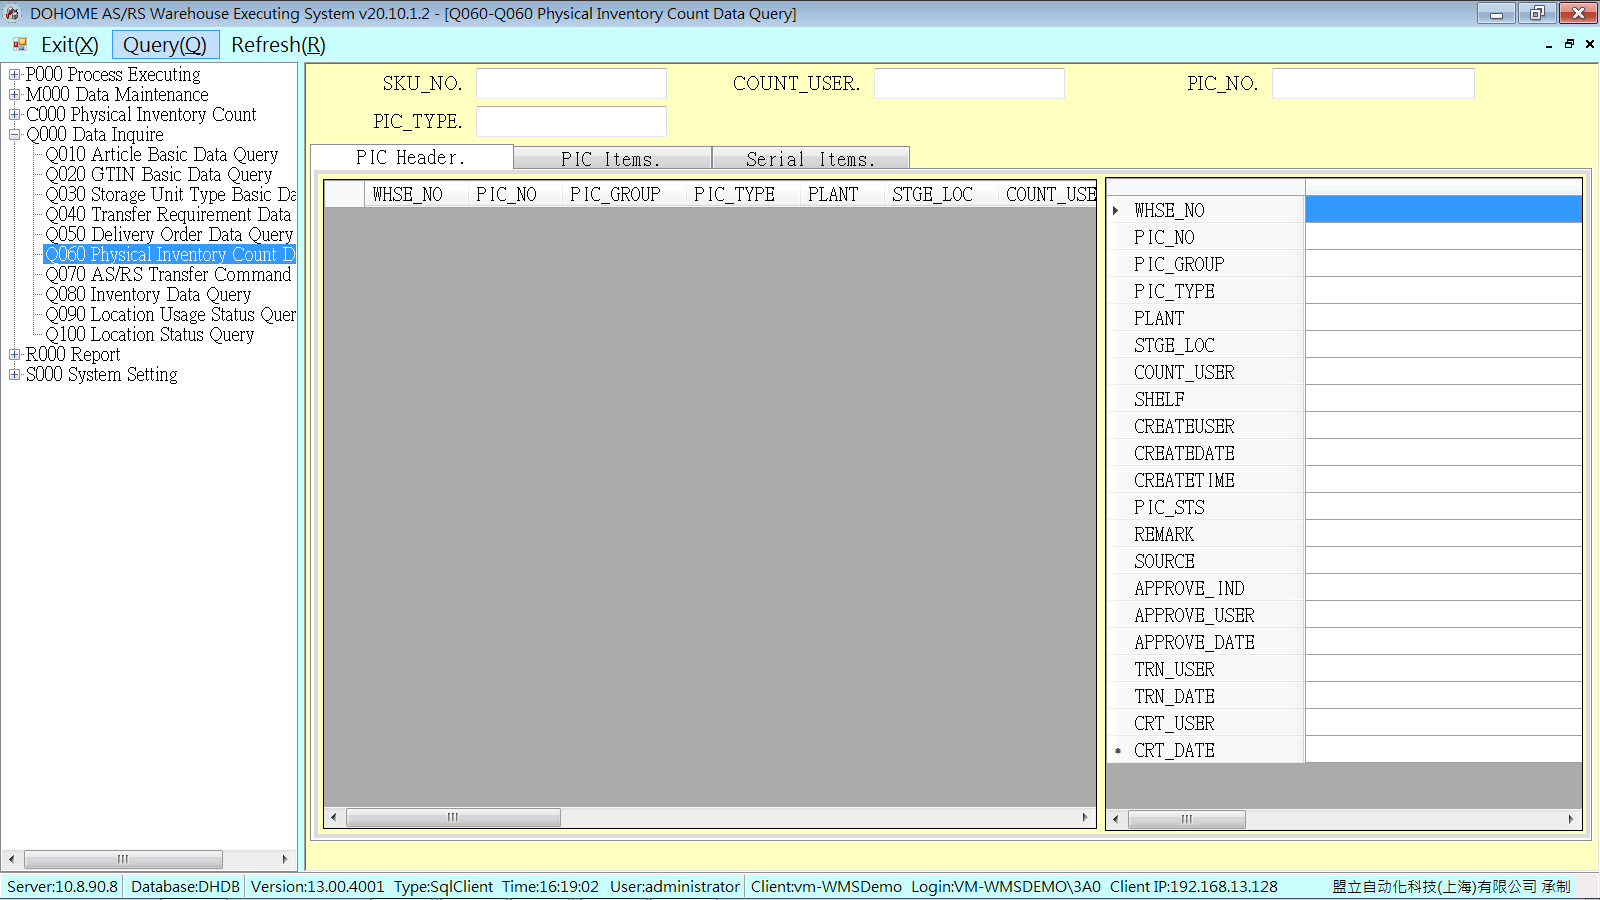 DOHOME AS/RS Warehouse Executing System v20.10.1.2 - [Q060-Q060 Physical Inventory Count Data Query]
Exit(X) Query(Q) Refresh(R)
P000 Process Executing
M000 Data Maintenance
C000 Physical Inventory Count
Q000 Data Inquire
Q010 Article Basic Data Query
Q020 GTIN Basic Data Query
Q030 Storage Unit Type Basic Da
Q040 Transfer Requirement Data
Q050 Delivery Order Data Query
Q060 Physical Inventory Count D
Q070 AS/RS Transfer Command
Q080 Inventory Data Query
Q090 Location Usage Status Quer
Q100 Location Status Query
R000 Report
S000 System Setting
SKU_NO. COUNT_USER. PIC_NO.
PIC_TYPE.
PIC Header. PIC Items. Serial Items.
WHSE_NO PIC_NO PIC_GROUP PIC_TYPE PLANT STGE_LOC COUNT_USE
WHSE_NO
PIC_NO
PIC_GROUP
PIC_TYPE
PLANT
STGE_LOC
COUNT_USER
SHELF
CREATEUSER
CREATEDATE
CREATETIME
PIC_STS
REMARK
SOURCE
APPROVE_IND
APPROVE_USER
APPROVE_DATE
TRN_USER
TRN_DATE
CRT_USER
CRT_DATE
Server:10.8.90.8 Database:DHDB Version:13.00.4001 Type:SqlClient Time:16:19:02 User:administrator Client:vm-WMSDemo Login:VM-WMSDEMO\3A0 Client IP:192.168.13.128 盟立自动化科技(上海)有限公司 承制